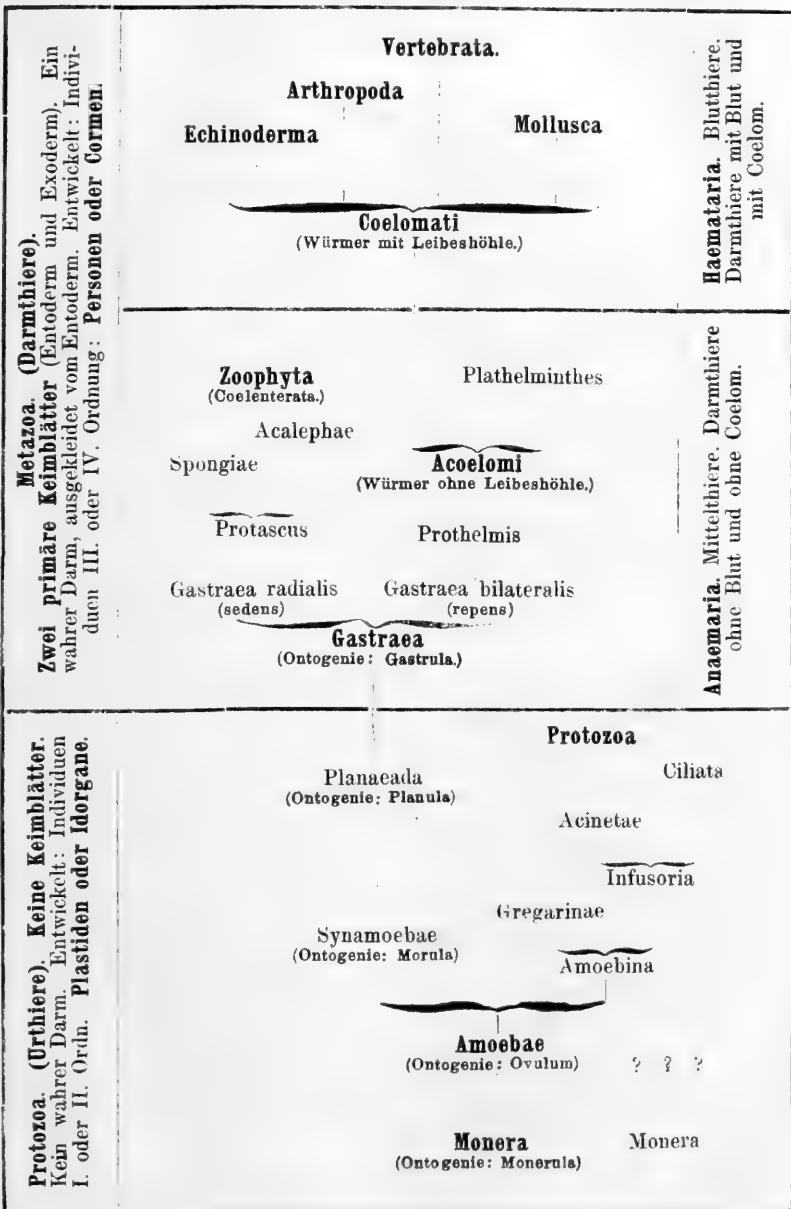 Metazoa. (Darmthiere).
Zwei primäre Keimblätter (Entoderm und Exoderm). Ein
wahrer Darm, ausgekleidet vom Entoderm. Entwickelt: Indivi-
duen III. oder IV. Ordnung: Personen oder Cormen.
Vertebrata.
Arthropoda
Echinoderma
Mollusca
Coelomati
(Würmer mit Leibeshöhle.)
Haemataria. Blutthiere.
Darmthiere mit Blut und
mit Coelom.
Zoophyta
(Coelenterata.)
Plathelminthes
Acalephae
Spongiae
Acoelomi
(Würmer ohne Leibeshöhle.)
Protascus
Prothelmis
Gastraea radialis
(sedens)
Gastraea bilateralis
(repens)
Gastraea
(Ontogenie: Gastrula.)
Anaemaria. Mittelthiere. Darmthiere
ohne Blut und ohne Coelom.
Protozoa. (Urthiere). Keine Keimblätter.
Kein wahrer Darm. Entwickelt: Individuen
I. oder II. Ordn. Plastiden oder Idorgane.
Protozoa
Planaeada
(Ontogenie: Planula)
Ciliata
Acinetae
Infusoria
Gregarinae
Synamoebae
(Ontogenie: Morula)
Amoebina
Amoebae
(Ontogenie: Ovulum)
? ? ?
Monera
(Ontogenie: Monerula)
Monera